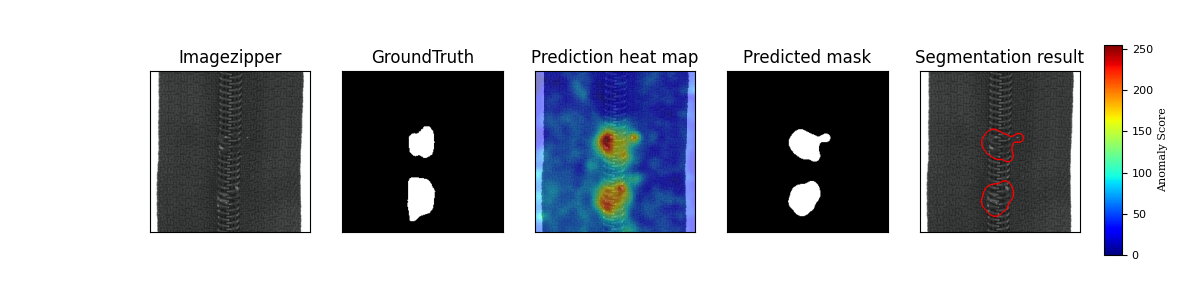 Imagezipper
GroundTruth
Prediction heat map
Predicted mask
Segmentation result
250
200
150
100
50
0
Anomaly Score